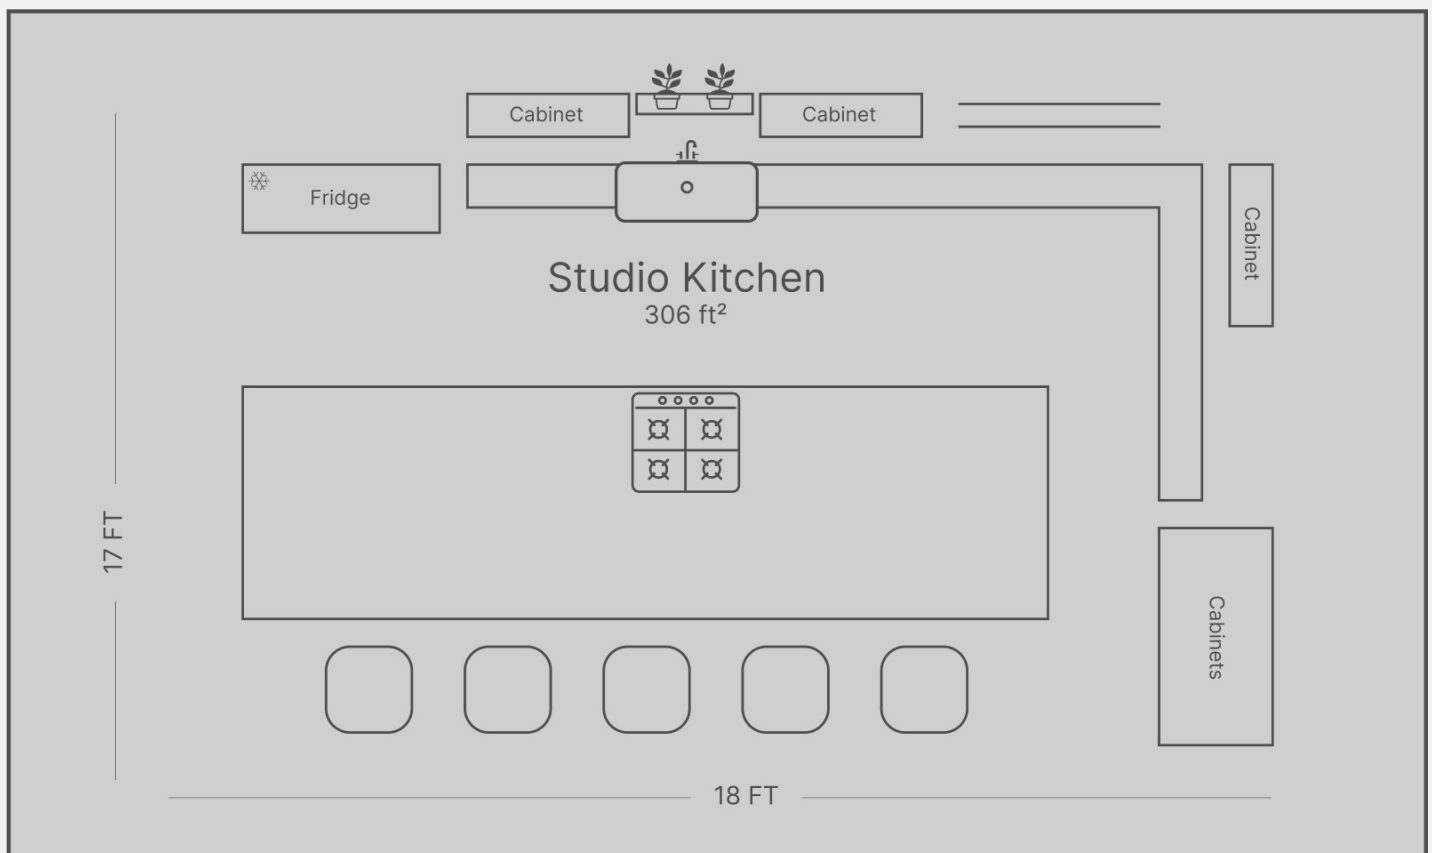 Cabinet
Cabinet
Fridge
Cabinet
Studio Kitchen
306 ft²
17 FT
Cabinets
18 FT